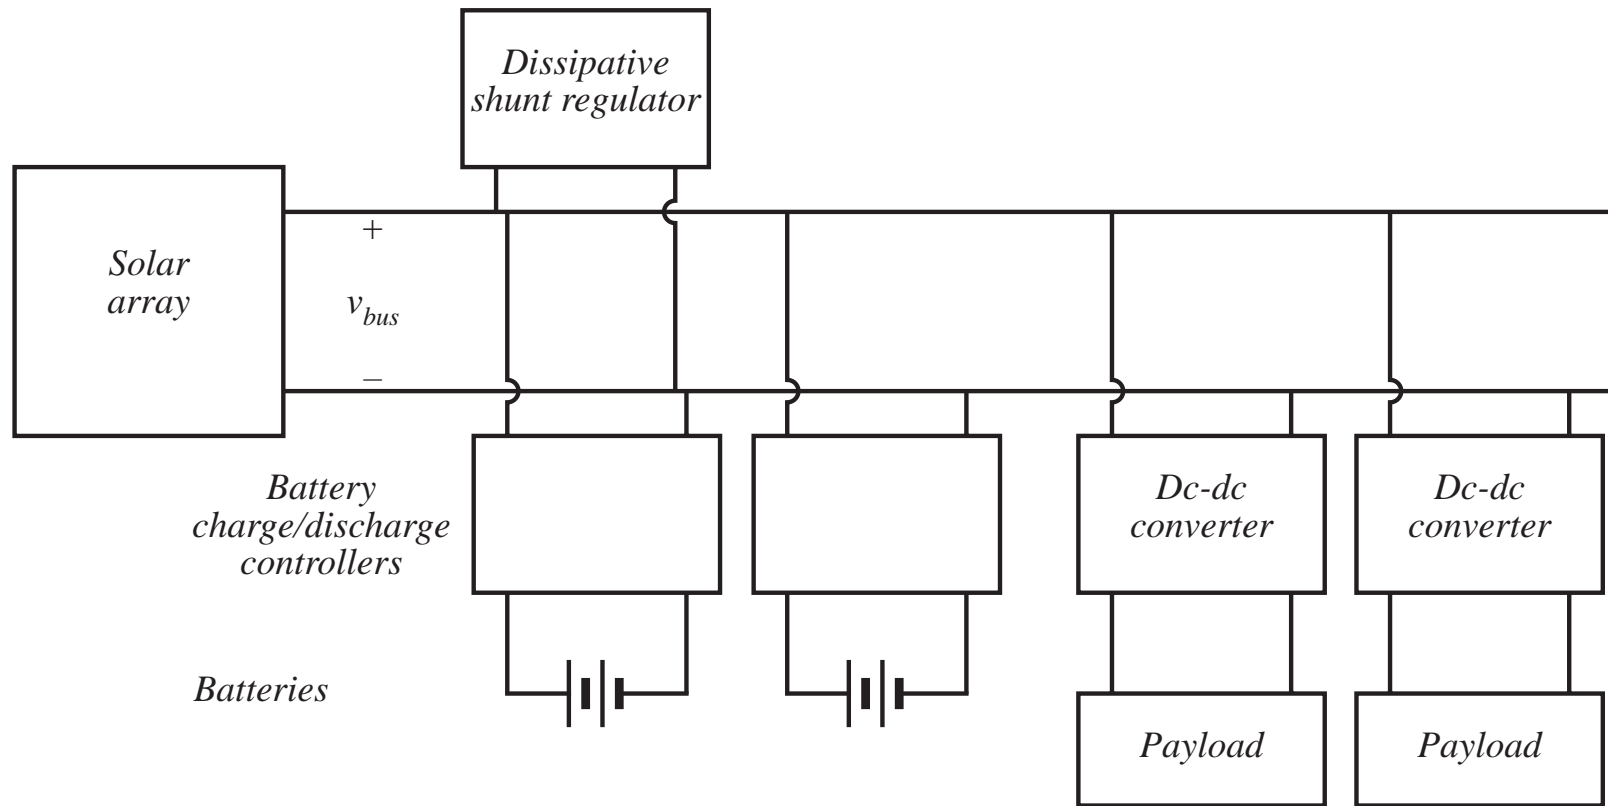 Dissipative
shunt regulator
Solar
array
+
v_bus
–
Battery
charge/discharge
controllers
Dc-dc
converter
Dc-dc
converter
Batteries
Payload
Payload